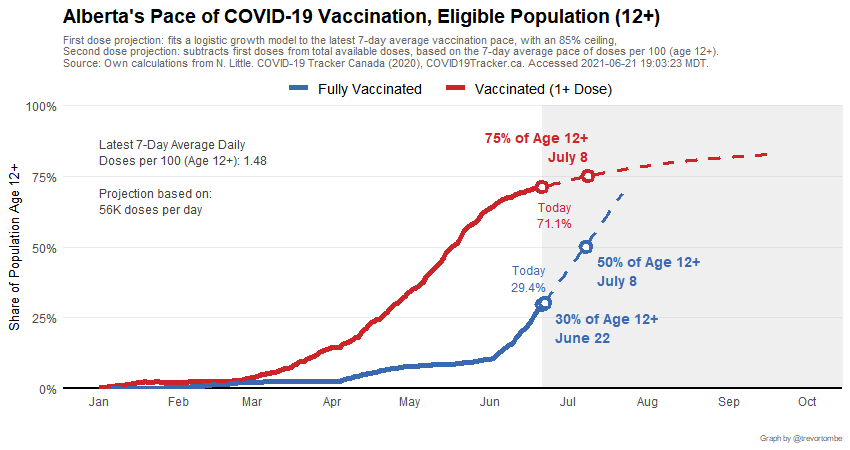 Alberta's Pace of COVID-19 Vaccination, Eligible Population (12+)
First dose projection: fits a logistic growth model to the latest 7-day average vaccination pace, with an 85% ceiling,
Second dose projection: subtracts first doses from total available doses, based on the 7-day average pace of doses per 100 (age 12+).
Source: Own calculations from N. Little. COVID-19 Tracker Canada (2020), COVID19Tracker.ca. Accessed 2021-06-21 19:03:23 MDT.
Fully Vaccinated
Vaccinated (1+ Dose)
Share of Population Age 12+
100%
75%
50%
25%
0%
Latest 7-Day Average Daily
Doses per 100 (Age 12+): 1.48
Projection based on:
56K doses per day
75% of Age 12+
July 8
Today
71.1%
Today
29.4%
50% of Age 12+
July 8
30% of Age 12+
June 22
Jan
Feb
Mar
Apr
May
Jun
Jul
Aug
Sep
Oct
Graph by @trevortombe